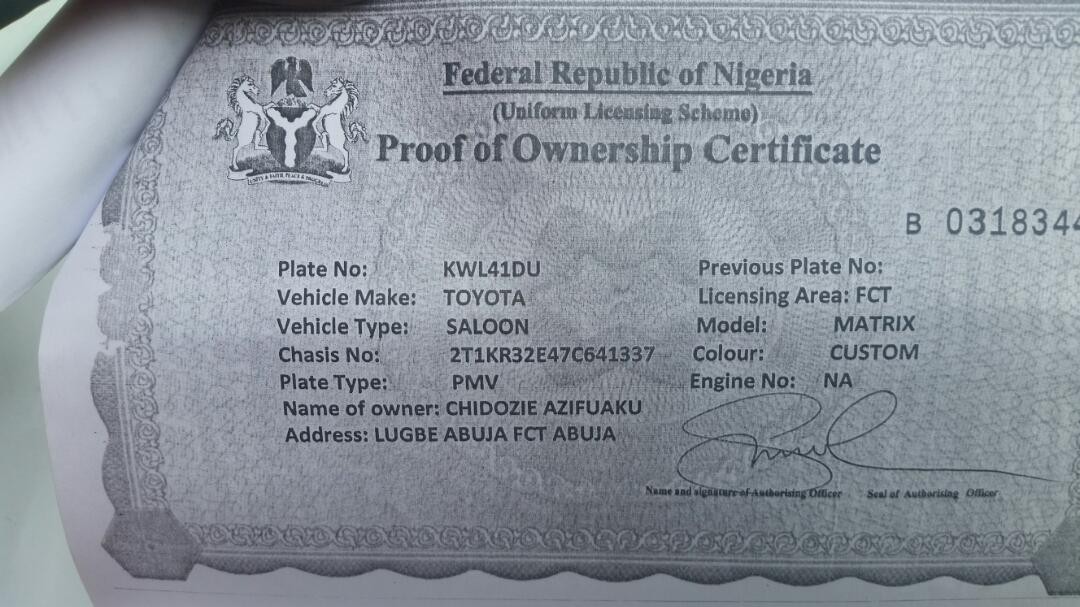 Federal Republic of Nigeria
(Uniform Licensing Scheme)
Proof of Ownership Certificate
UNITY & FAITH, PEACE & PROGRESS
B 0318344
Plate No: KWL41DU Previous Plate No:
Vehicle Make: TOYOTA Licensing Area: FCT
Vehicle Type: SALOON Model: MATRIX
Chasis No: 2T1KR32E47C641337 Colour: CUSTOM
Plate Type: PMV Engine No: NA
Name of owner: CHIDOZIE AZIFUAKU
Address: LUGBE ABUJA FCT ABUJA
Name and signature of Authorising Officer Seal of Authorising Officer